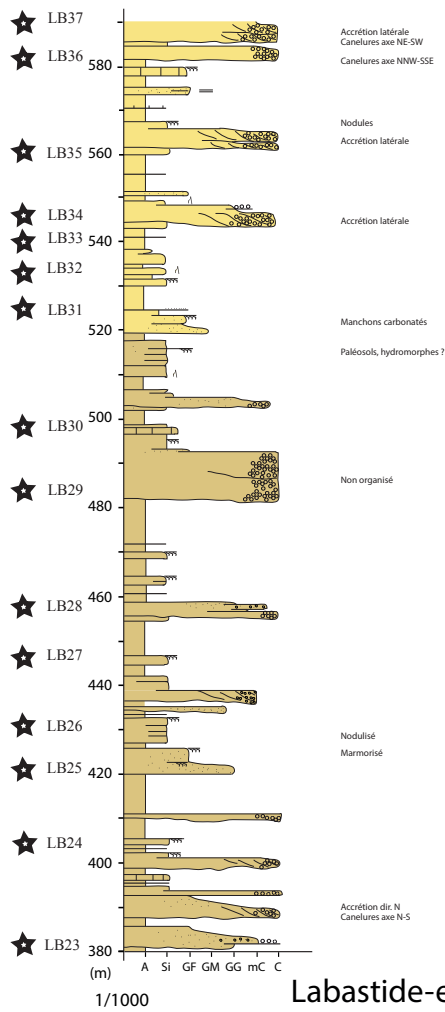 LB37
Accrétion latérale
Canelures axe NE-SW
LB36
580
Canelures axe NNW-SSE
Nodules
LB35
560
Accrétion latérale
LB34
Accrétion latérale
LB33
540
LB32
LB31
Manchons carbonatés
520
Paléosols, hydromorphes ?
LB30
500
LB29
Non organisé
480
LB28
460
LB27
440
LB26
Nodulisé
Marmorisé
LB25
420
LB24
400
Accrétion dir. N
Canelures axe N-S
LB23
380
(m)
A Si GF GM GG mC C
1/1000
Labastide-e